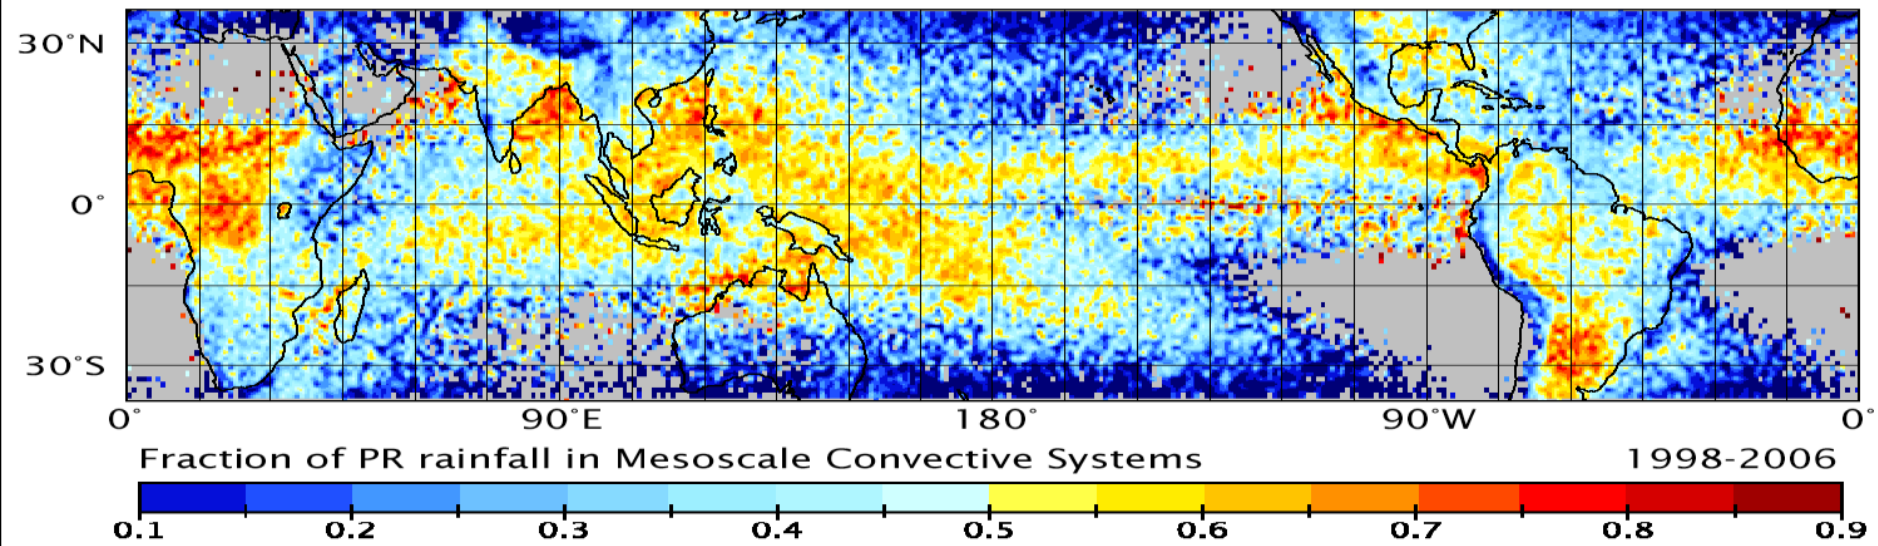 30°N
0°
30°S
0° 90°E 180° 90°W 0°
Fraction of PR rainfall in Mesoscale Convective Systems 1998-2006
0.1 0.2 0.3 0.4 0.5 0.6 0.7 0.8 0.9